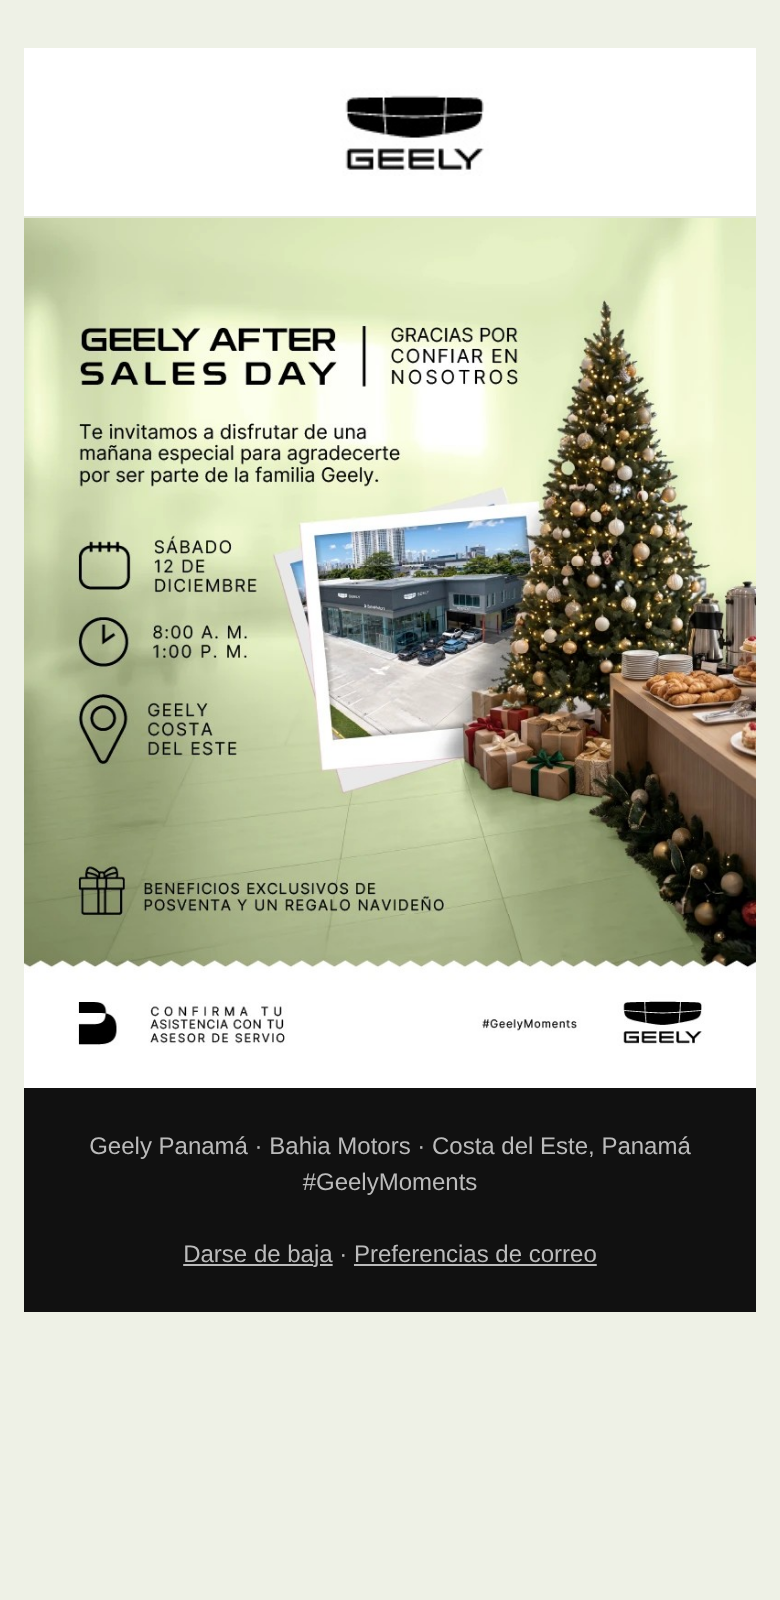 GEELY
GEELY AFTER
SALES DAY
GRACIAS POR
CONFIAR EN
NOSOTROS
Te invitamos a disfrutar de una
mañana especial para agradecerte
por ser parte de la familia Geely.
SÁBADO
12 DE
DICIEMBRE
8:00 A. M.
1:00 P. M.
GEELY
COSTA
DEL ESTE
BENEFICIOS EXCLUSIVOS DE
POSVENTA Y UN REGALO NAVIDEÑO
CONFIRMA TU
ASISTENCIA CON TU
ASESOR DE SERVIO
#GeelyMoments
GEELY
Geely Panamá · Bahia Motors · Costa del Este, Panamá
#GeelyMoments
Darse de baja · Preferencias de correo